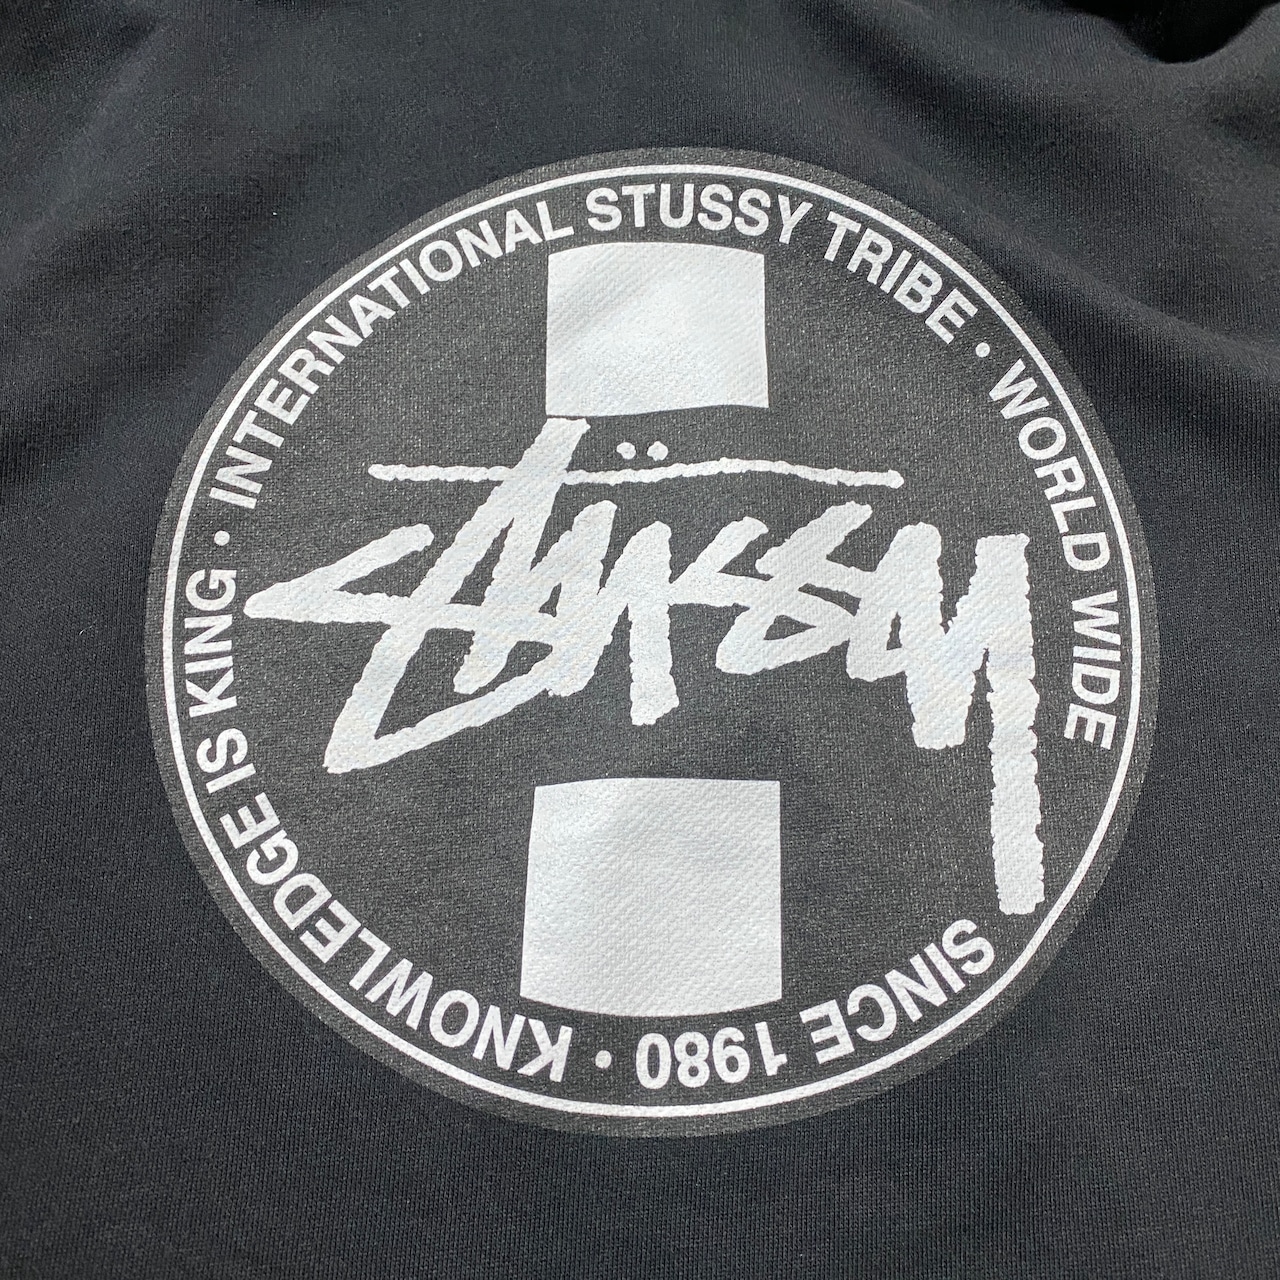 INTERNATIONAL STUSSY TRIBE • WORLD WIDE
Stüssy
SINCE 1980 • KNOWLEDGE IS KING •